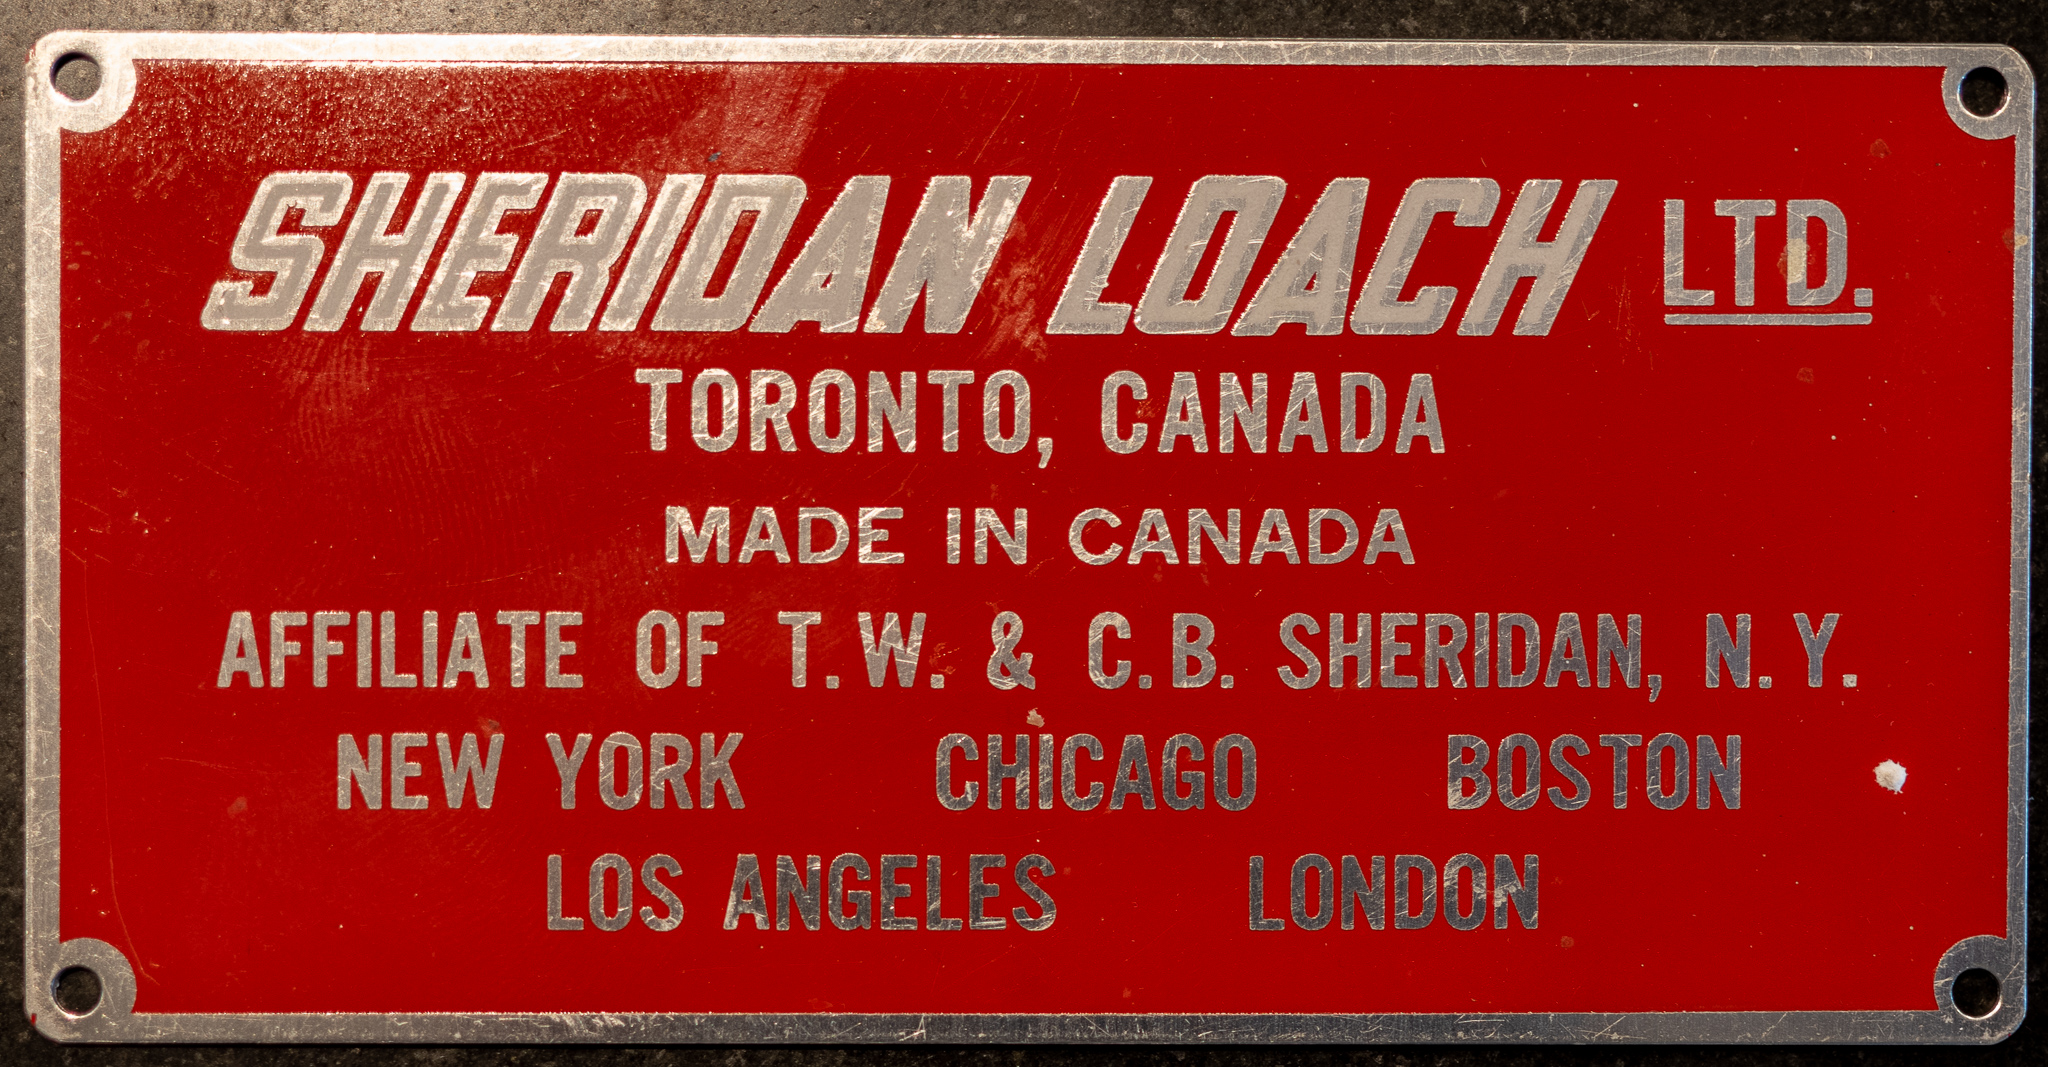 SHERIDAN LOACH LTD.
TORONTO, CANADA
MADE IN CANADA
AFFILIATE OF T.W. & C.B. SHERIDAN, N.Y.
NEW YORK CHICAGO BOSTON
LOS ANGELES LONDON